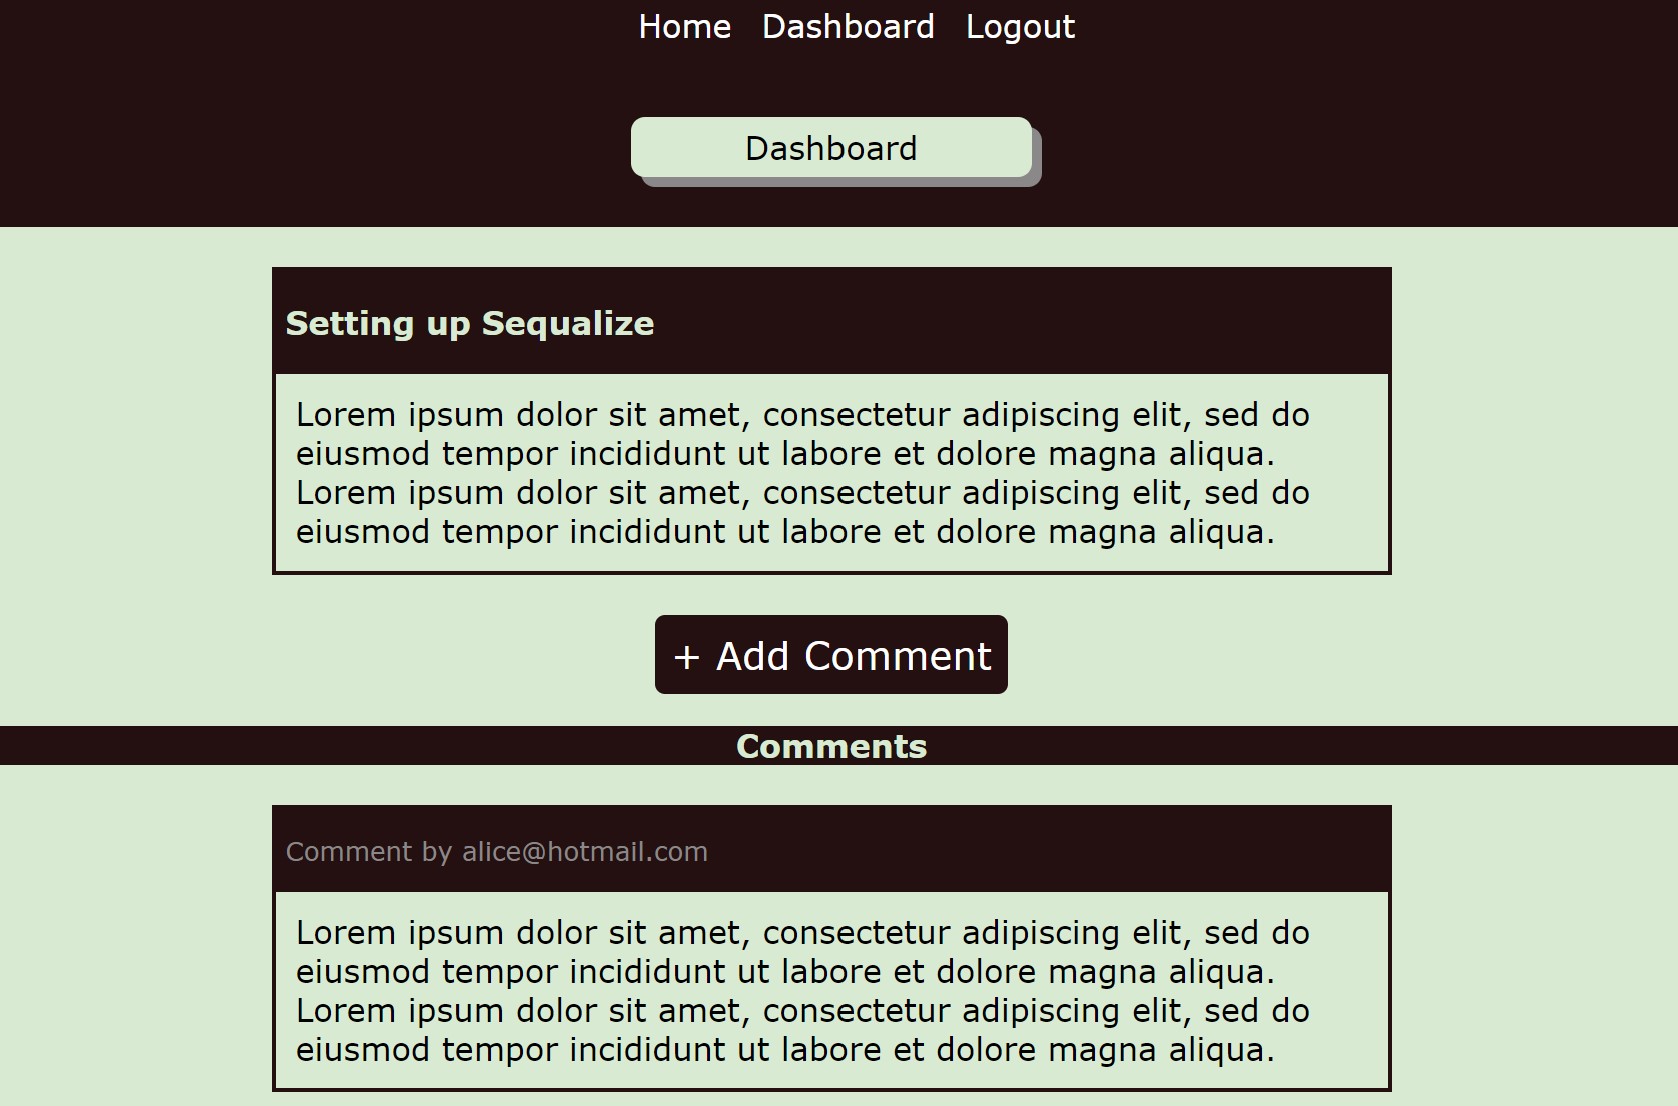 Home Dashboard Logout
Dashboard
Setting up Sequalize
Lorem ipsum dolor sit amet, consectetur adipiscing elit, sed do
eiusmod tempor incididunt ut labore et dolore magna aliqua.
Lorem ipsum dolor sit amet, consectetur adipiscing elit, sed do
eiusmod tempor incididunt ut labore et dolore magna aliqua.
+ Add Comment
Comments
Comment by alice@hotmail.com
Lorem ipsum dolor sit amet, consectetur adipiscing elit, sed do
eiusmod tempor incididunt ut labore et dolore magna aliqua.
Lorem ipsum dolor sit amet, consectetur adipiscing elit, sed do
eiusmod tempor incididunt ut labore et dolore magna aliqua.